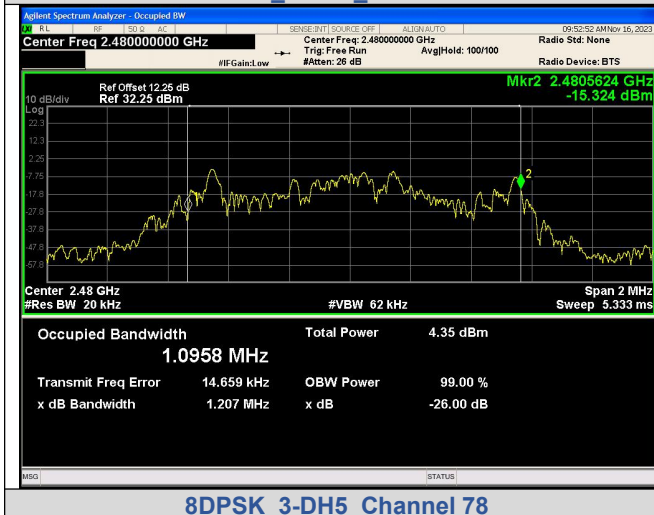 Agilent Spectrum Analyzer - Occupied BW
RL RF 50 Ω AC SENSE:INT SOURCE OFF ALIGN AUTO 09:52:52 AM Nov 16, 2023
Center Freq 2.480000000 GHz Center Freq: 2.480000000 GHz Radio Std: None
Trig: Free Run Avg|Hold: 100/100
#IFGain:Low #Atten: 26 dB Radio Device: BTS
Mkr2 2.4805624 GHz
-15.324 dBm
Ref Offset 12.25 dB
10 dB/div Ref 32.25 dBm
Log
22.3
12.3
2.25
-7.75
-17.8
-27.8
-37.8
-47.8
-57.8
2
Center 2.48 GHz Span 2 MHz
#Res BW 20 kHz #VBW 62 kHz Sweep 5.333 ms
Occupied Bandwidth Total Power 4.35 dBm
1.0958 MHz
Transmit Freq Error 14.659 kHz OBW Power 99.00 %
x dB Bandwidth 1.207 MHz x dB -26.00 dB
MSG STATUS
8DPSK_3-DH5_Channel 78